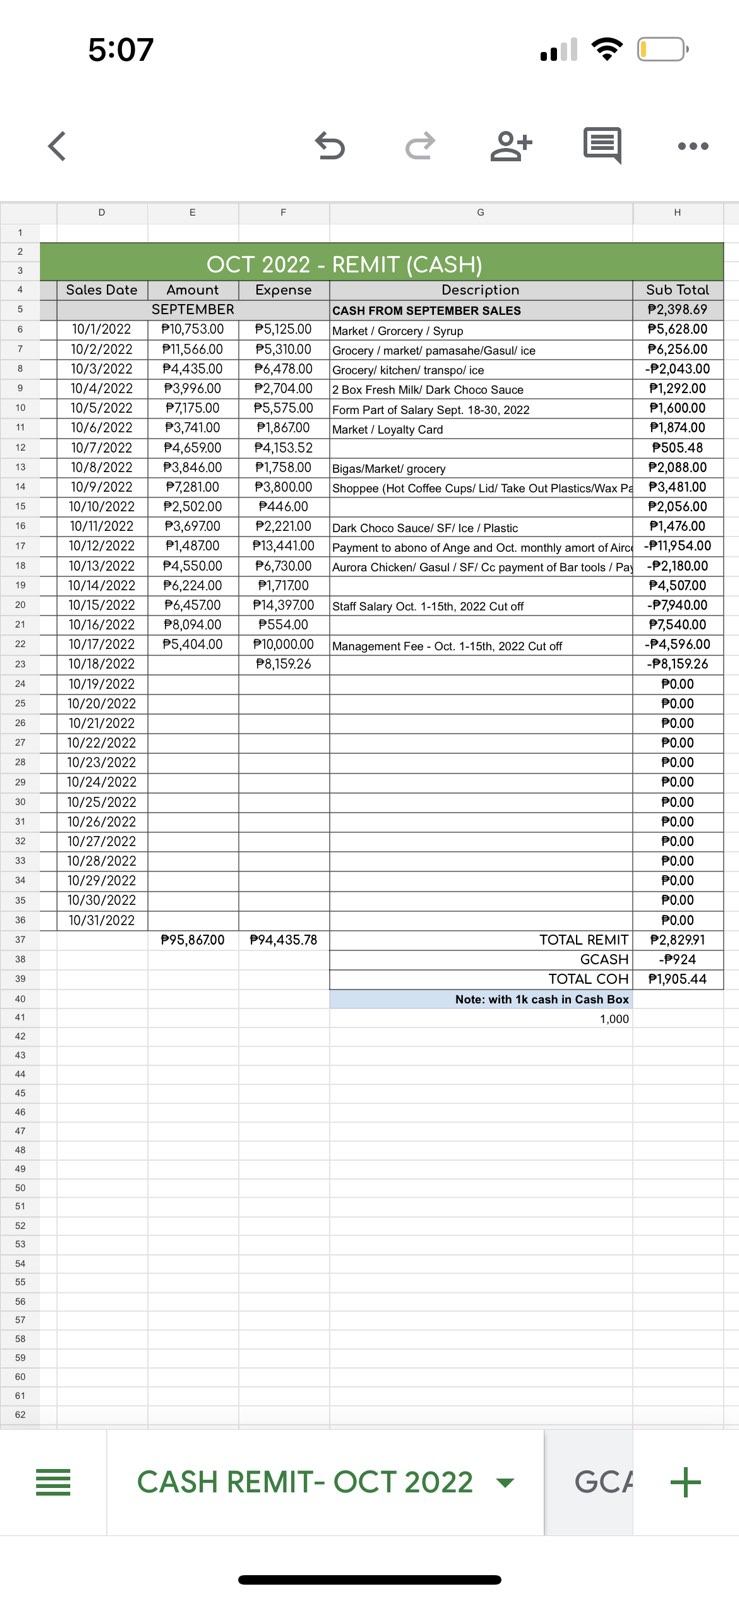 5:07
D E F G H
1
2
OCT 2022 - REMIT (CASH)
3
4 Sales Date Amount Expense Description Sub Total
5 SEPTEMBER CASH FROM SEPTEMBER SALES ₱2,398.69
6 10/1/2022 ₱10,753.00 ₱5,125.00 Market / Grorcery / Syrup ₱5,628.00
7 10/2/2022 ₱11,566.00 ₱5,310.00 Grocery / market/ pamasahe/Gasul/ ice ₱6,256.00
8 10/3/2022 ₱4,435.00 ₱6,478.00 Grocery/ kitchen/ transpo/ ice -₱2,043.00
9 10/4/2022 ₱3,996.00 ₱2,704.00 2 Box Fresh Milk/ Dark Choco Sauce ₱1,292.00
10 10/5/2022 ₱7,175.00 ₱5,575.00 Form Part of Salary Sept. 18-30, 2022 ₱1,600.00
11 10/6/2022 ₱3,741.00 ₱1,867.00 Market / Loyalty Card ₱1,874.00
12 10/7/2022 ₱4,659.00 ₱4,153.52 ₱505.48
13 10/8/2022 ₱3,846.00 ₱1,758.00 Bigas/Market/ grocery ₱2,088.00
14 10/9/2022 ₱7,281.00 ₱3,800.00 Shoppee (Hot Coffee Cups/ Lid/ Take Out Plastics/Wax Pa ₱3,481.00
15 10/10/2022 ₱2,502.00 ₱446.00 ₱2,056.00
16 10/11/2022 ₱3,697.00 ₱2,221.00 Dark Choco Sauce/ SF/ Ice / Plastic ₱1,476.00
17 10/12/2022 ₱1,487.00 ₱13,441.00 Payment to abono of Ange and Oct. monthly amort of Airc -₱11,954.00
18 10/13/2022 ₱4,550.00 ₱6,730.00 Aurora Chicken/ Gasul / SF/ Cc payment of Bar tools / Pay -₱2,180.00
19 10/14/2022 ₱6,224.00 ₱1,717.00 ₱4,507.00
20 10/15/2022 ₱6,457.00 ₱14,397.00 Staff Salary Oct. 1-15th, 2022 Cut off -₱7,940.00
21 10/16/2022 ₱8,094.00 ₱554.00 ₱7,540.00
22 10/17/2022 ₱5,404.00 ₱10,000.00 Management Fee - Oct. 1-15th, 2022 Cut off -₱4,596.00
23 10/18/2022 ₱8,159.26 -₱8,159.26
24 10/19/2022 ₱0.00
25 10/20/2022 ₱0.00
26 10/21/2022 ₱0.00
27 10/22/2022 ₱0.00
28 10/23/2022 ₱0.00
29 10/24/2022 ₱0.00
30 10/25/2022 ₱0.00
31 10/26/2022 ₱0.00
32 10/27/2022 ₱0.00
33 10/28/2022 ₱0.00
34 10/29/2022 ₱0.00
35 10/30/2022 ₱0.00
36 10/31/2022 ₱0.00
37 ₱95,867.00 ₱94,435.78 TOTAL REMIT ₱2,829.91
38 GCASH -₱924
39 TOTAL COH ₱1,905.44
40 Note: with 1k cash in Cash Box
41 1,000
42
43
44
45
46
47
48
49
50
51
52
53
54
55
56
57
58
59
60
61
62
CASH REMIT- OCT 2022 GCA